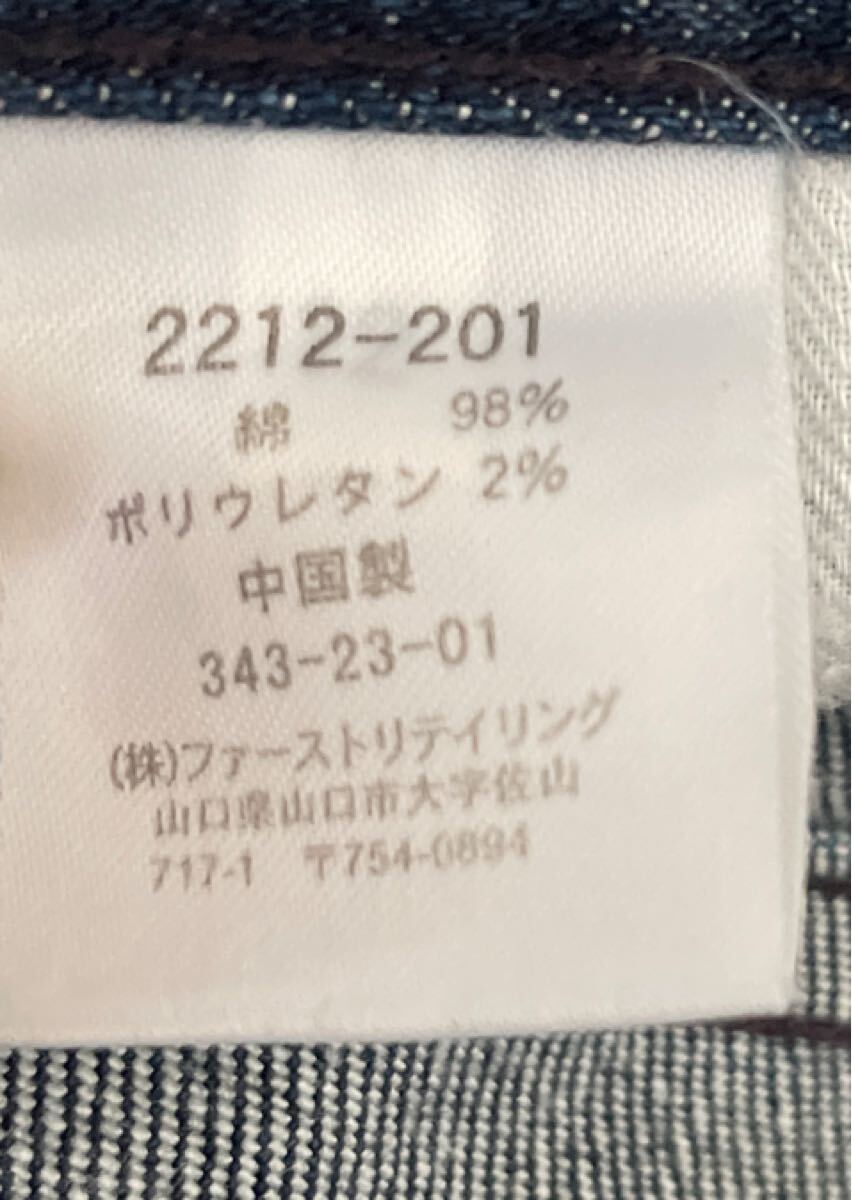 2212-201
綿 98%
ポリウレタン 2%
中国製
343-23-01
(株)ファーストリテイリング
山口県山口市大字佐山
717-1 〒754-0894